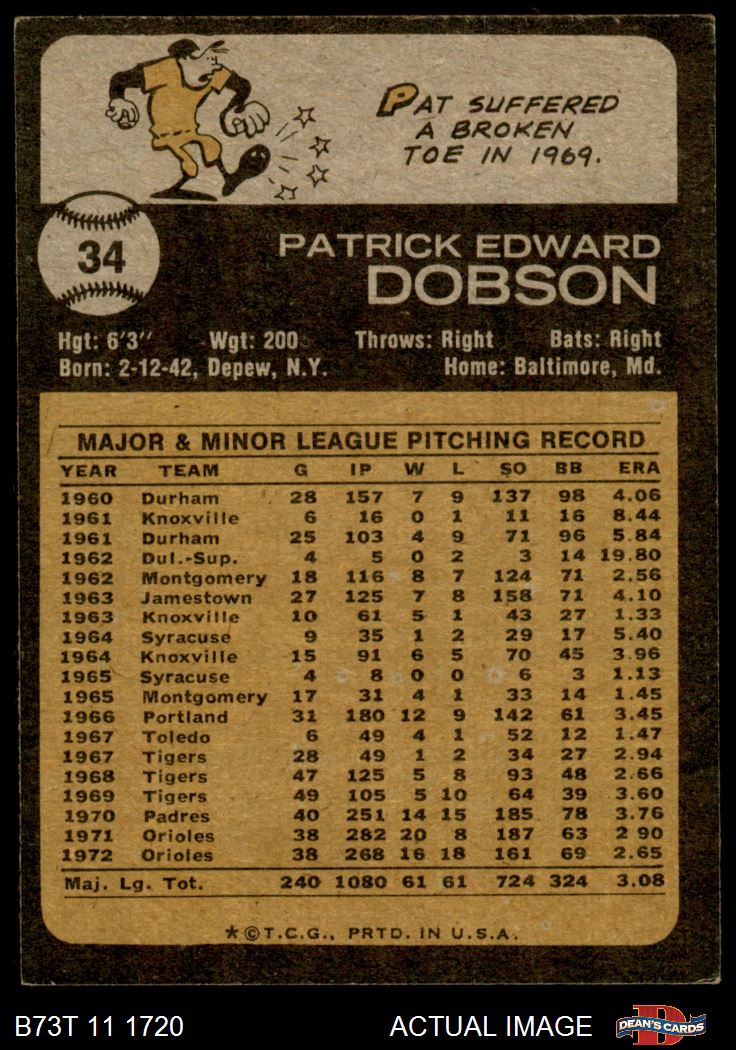 PAT SUFFERED
A BROKEN
TOE IN 1969.
34
PATRICK EDWARD
DOBSON
Hgt: 6'3" Wgt: 200 Throws: Right Bats: Right
Born: 2-12-42, Depew, N.Y. Home: Baltimore, Md.
MAJOR & MINOR LEAGUE PITCHING RECORD
YEAR TEAM G IP W L SO BB ERA
1960 Durham 28 157 7 9 137 98 4.06
1961 Knoxville 6 16 0 1 11 16 8.44
1961 Durham 25 103 4 9 71 96 5.84
1962 Dul.-Sup. 4 5 0 2 3 14 19.80
1962 Montgomery 18 116 8 7 124 71 2.56
1963 Jamestown 27 125 7 8 158 71 4.10
1963 Knoxville 10 61 5 1 43 27 1.33
1964 Syracuse 9 35 1 2 29 17 5.40
1964 Knoxville 15 91 6 5 70 45 3.96
1965 Syracuse 4 8 0 0 6 3 1.13
1965 Montgomery 17 31 4 1 33 14 1.45
1966 Portland 31 180 12 9 142 61 3.45
1967 Toledo 6 49 4 1 52 12 1.47
1967 Tigers 28 49 1 2 34 27 2.94
1968 Tigers 47 125 5 8 93 48 2.66
1969 Tigers 49 105 5 10 64 39 3.60
1970 Padres 40 251 14 15 185 78 3.76
1971 Orioles 38 282 20 8 187 63 2 90
1972 Orioles 38 268 16 18 161 69 2.65
Maj. Lg. Tot. 240 1080 61 61 724 324 3.08
*©T.C.G., PRTD. IN U.S.A.
B73T 11 1720 ACTUAL IMAGE D DEAN'S CARDS